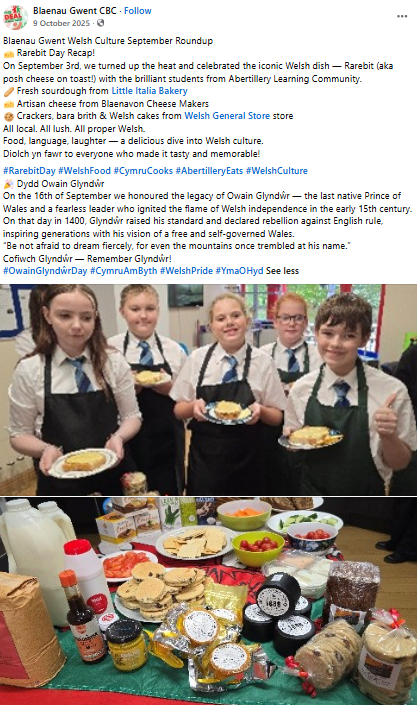 Blaenau Gwent CBC · Follow
9 October 2025 ·
Blaenau Gwent Welsh Culture September Roundup
🧀 Rarebit Day Recap!
On September 3rd, we turned up the heat and celebrated the iconic Welsh dish — Rarebit (aka
posh cheese on toast!) with the brilliant students from Abertillery Learning Community.
🥖 Fresh sourdough from Little Italia Bakery
🧀 Artisan cheese from Blaenavon Cheese Makers
🍪 Crackers, bara brith & Welsh cakes from Welsh General Store store
All local. All lush. All proper Welsh.
Food, language, laughter — a delicious dive into Welsh culture.
Diolch yn fawr to everyone who made it tasty and memorable!
#RarebitDay #WelshFood #CymruCooks #AbertilleryEats #WelshCulture
🎉 Dydd Owain Glyndŵr
On the 16th of September we honoured the legacy of Owain Glyndŵr — the last native Prince of
Wales and a fearless leader who ignited the flame of Welsh independence in the early 15th century.
On that day in 1400, Glyndŵr raised his standard and declared rebellion against English rule,
inspiring generations with his vision of a free and self-governed Wales.
"Be not afraid to dream fiercely, for even the mountains once trembled at his name."
Cofiwch Glyndŵr — Remember Glyndŵr!
#OwainGlyndŵrDay #CymruAmByth #WelshPride #YmaOHyd See less